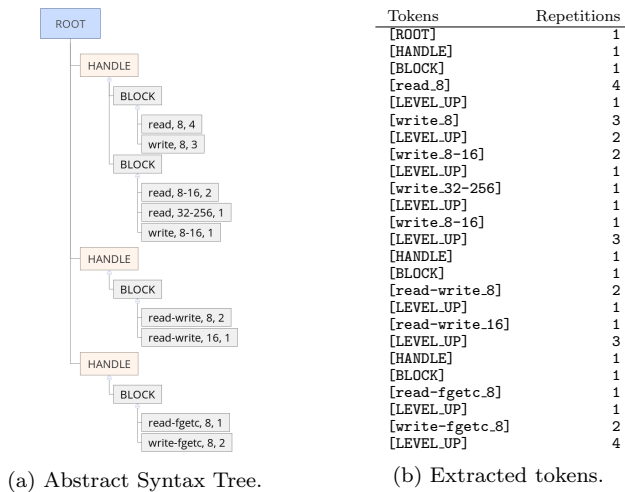 ROOT
HANDLE
BLOCK
read, 8, 4
write, 8, 3
BLOCK
read, 8-16, 2
read, 32-256, 1
write, 8-16, 1
HANDLE
BLOCK
read-write, 8, 2
read-write, 16, 1
HANDLE
BLOCK
read-fgetc, 8, 1
write-fgetc, 8, 2
(a) Abstract Syntax Tree.
Tokens Repetitions
[ROOT] 1
[HANDLE] 1
[BLOCK] 1
[read_8] 4
[LEVEL_UP] 1
[write_8] 3
[LEVEL_UP] 2
[write_8-16] 2
[LEVEL_UP] 1
[write_32-256] 1
[LEVEL_UP] 1
[write_8-16] 1
[LEVEL_UP] 3
[HANDLE] 1
[BLOCK] 1
[read-write_8] 2
[LEVEL_UP] 1
[read-write_16] 1
[LEVEL_UP] 3
[HANDLE] 1
[BLOCK] 1
[read-fgetc_8] 1
[LEVEL_UP] 1
[write-fgetc_8] 2
[LEVEL_UP] 4
(b) Extracted tokens.